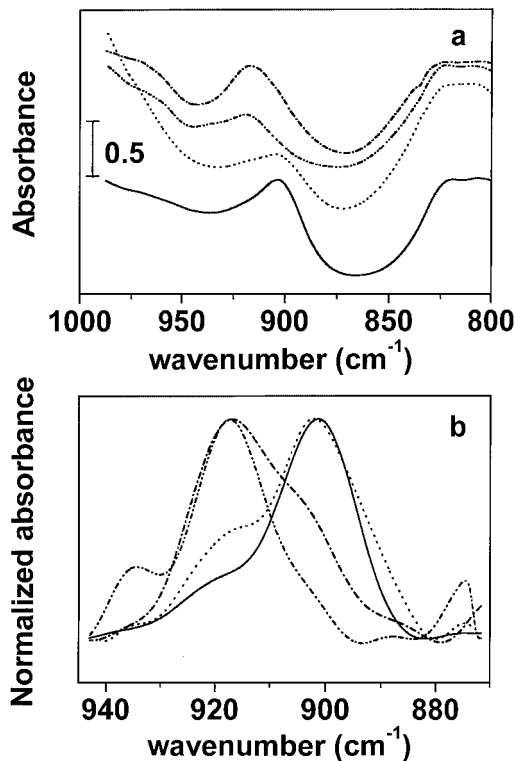 a
Absorbance
0.5
1000 950 900 850 800
wavenumber (cm⁻¹)
b
Normalized absorbance
940 920 900 880
wavenumber (cm⁻¹)